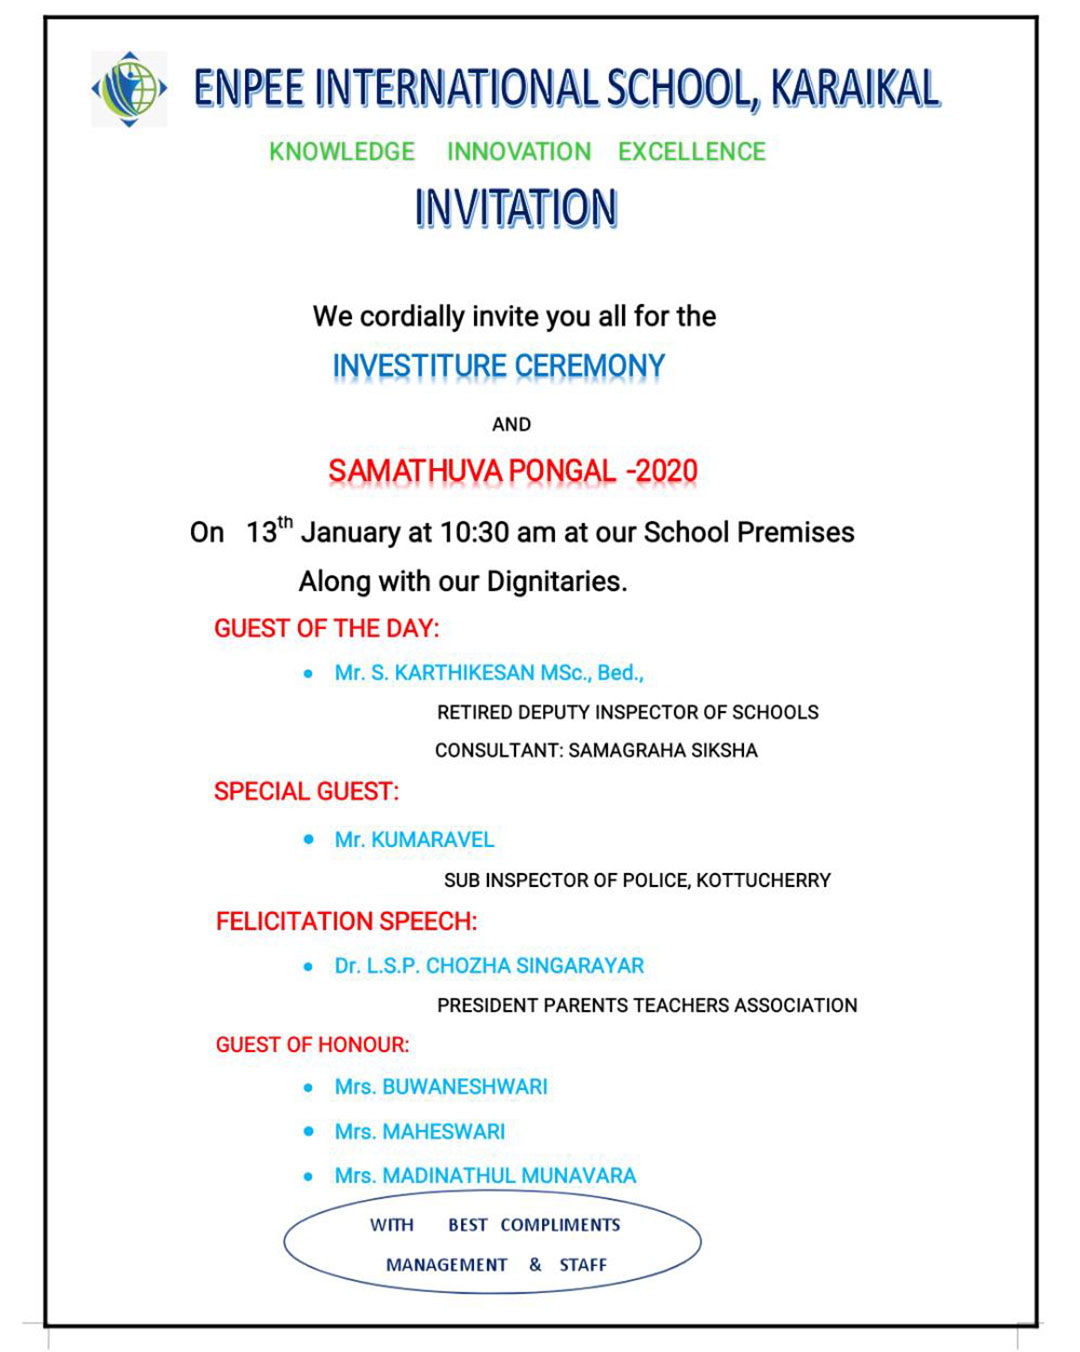 ENPEE INTERNATIONAL SCHOOL, KARAIKAL
KNOWLEDGE INNOVATION EXCELLENCE
INVITATION
We cordially invite you all for the
INVESTITURE CEREMONY
AND
SAMATHUVA PONGAL -2020
On 13th January at 10:30 am at our School Premises
Along with our Dignitaries.
GUEST OF THE DAY:
• Mr. S. KARTHIKESAN MSc., Bed.,
RETIRED DEPUTY INSPECTOR OF SCHOOLS
CONSULTANT: SAMAGRAHA SIKSHA
SPECIAL GUEST:
• Mr. KUMARAVEL
SUB INSPECTOR OF POLICE, KOTTUCHERRY
FELICITATION SPEECH:
• Dr. L.S.P. CHOZHA SINGARAYAR
PRESIDENT PARENTS TEACHERS ASSOCIATION
GUEST OF HONOUR:
• Mrs. BUWANESHWARI
• Mrs. MAHESWARI
• Mrs. MADINATHUL MUNAVARA
WITH BEST COMPLIMENTS
MANAGEMENT & STAFF